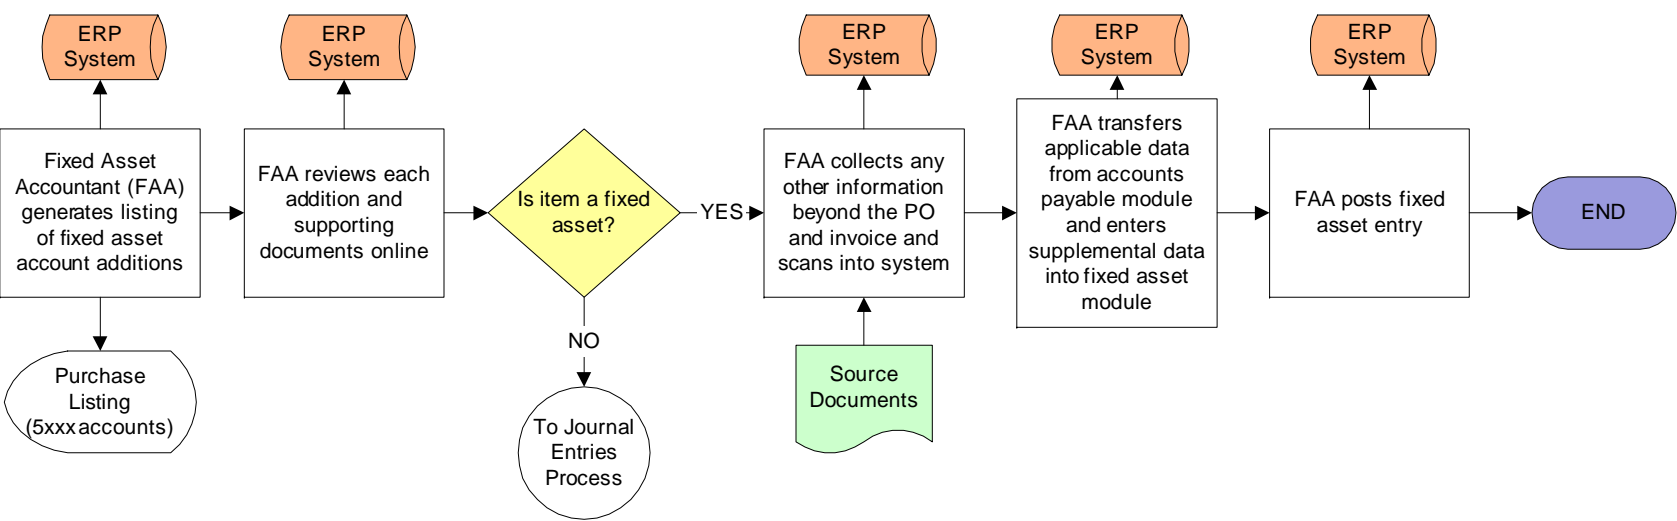 ERP
System
ERP
System
ERP
System
ERP
System
ERP
System
Fixed Asset
Accountant (FAA)
generates listing
of fixed asset
account additions
FAA reviews each
addition and
supporting
documents online
Is item a fixed
asset?
YES
FAA collects any
other information
beyond the PO
and invoice and
scans into system
FAA transfers
applicable data
from accounts
payable module
and enters
supplemental data
into fixed asset
module
FAA posts fixed
asset entry
END
Purchase
Listing
(5xxx accounts)
NO
To Journal
Entries
Process
Source
Documents